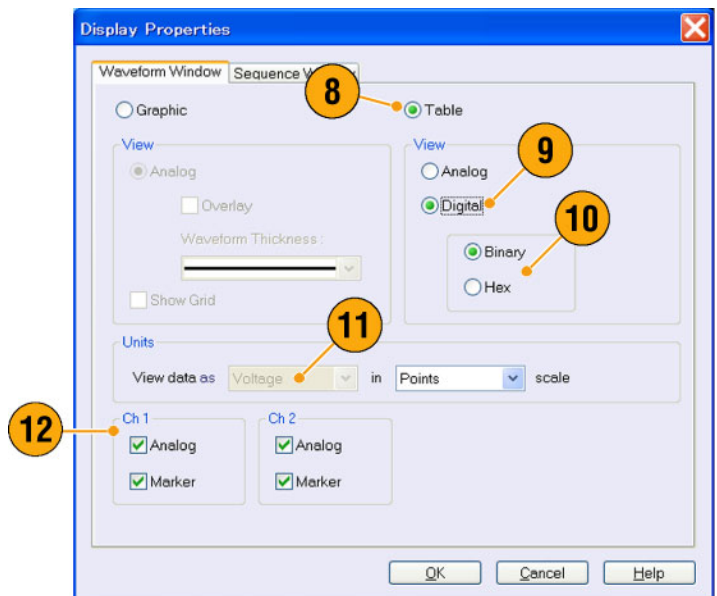 Display Properties
Waveform Window
Sequence W
8
Graphic
Table
View
Analog
Overlay
Waveform Thickness :
Show Grid
View
Analog
9
Digital
10
Binary
Hex
11
Units
View data as Voltage in Points scale
12
Ch 1
Analog
Marker
Ch 2
Analog
Marker
OK
Cancel
Help